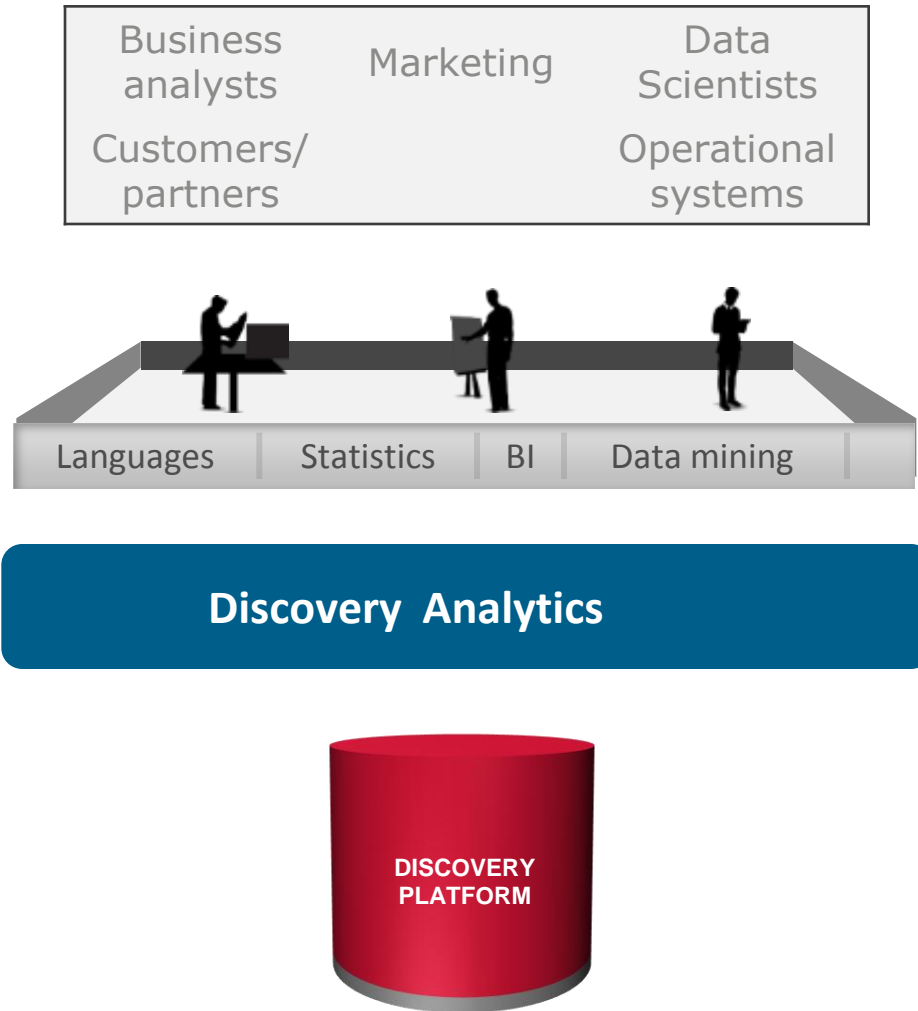 Business
analysts
Marketing
Data
Scientists
Customers/
partners
Operational
systems
Languages
Statistics
BI
Data mining
Discovery Analytics
DISCOVERY
PLATFORM